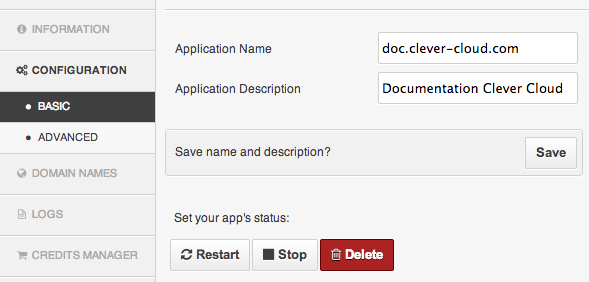 INFORMATION
CONFIGURATION
BASIC
ADVANCED
DOMAIN NAMES
LOGS
CREDITS MANAGER
Application Name
doc.clever-cloud.com
Application Description
Documentation Clever Cloud
Save name and description?
Save
Set your app's status:
Restart
Stop
Delete